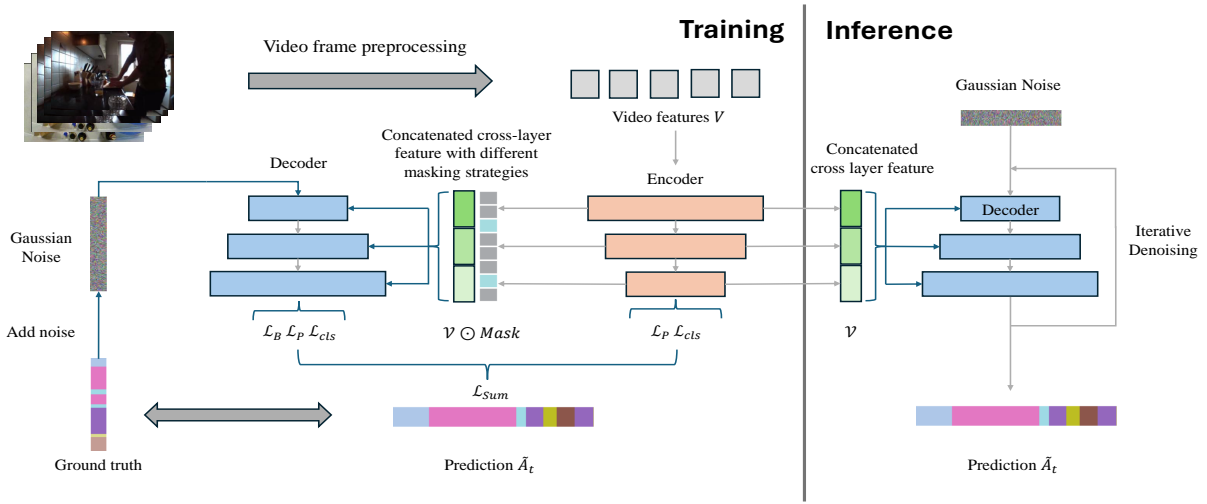 Training
Inference
Video frame preprocessing
Video features V
Gaussian Noise
Concatenated cross-layer
feature with different
masking strategies
Decoder
Encoder
Concatenated
cross layer feature
Decoder
Gaussian
Noise
Iterative
Denoising
Add noise
ℒ_B ℒ_P ℒ_cls
𝒱 ⊙ Mask
ℒ_P ℒ_cls
𝒱
ℒ_Sum
Ground truth
Prediction Ã_t
Prediction Ã_t